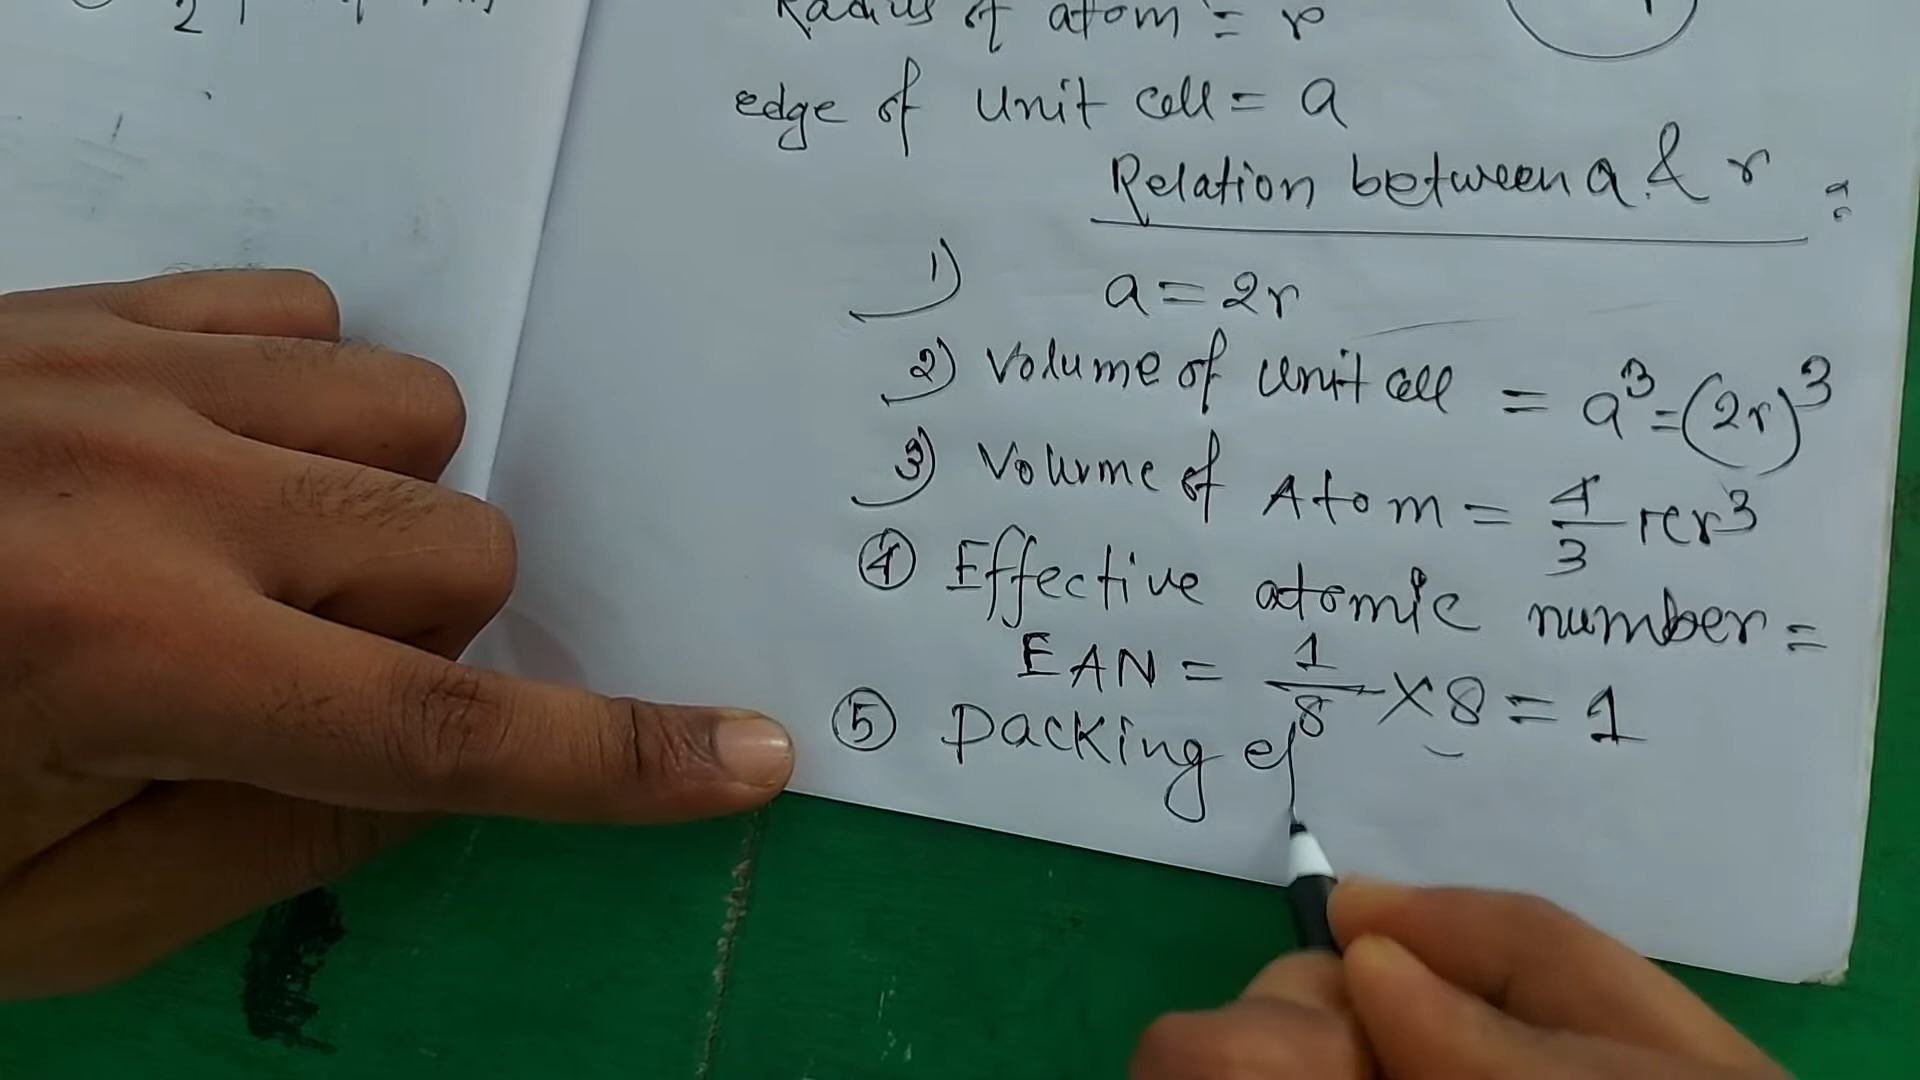 2
Radius of atom = r
edge of unit cell = a
Relation between a & r :
1) a = 2r
2) Volume of unit cell = a³ = (2r)³
3) Volume of Atom = 4/3 πr³
④ Effective atomic number =
EAN = 1/8 × 8 = 1
⑤ Packing ef